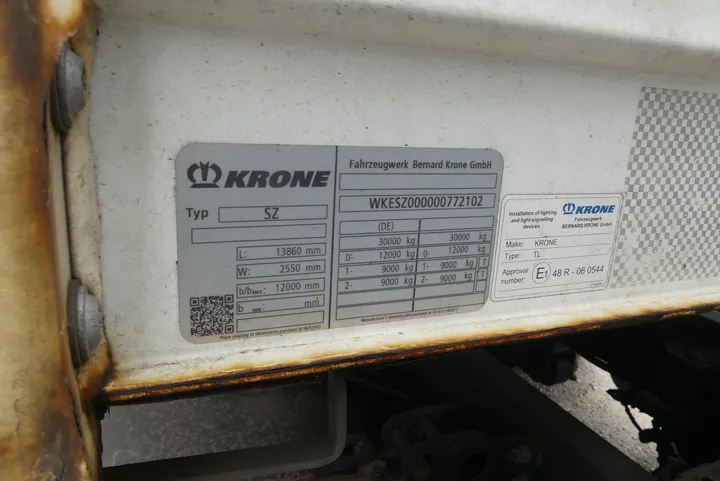 KRONE
Typ SZ
L: 13860 mm
W: 2550 mm
b/bMAX: 12000 mm
b MIN: mm
Fahrzeugwerk Bernard Krone GmbH
WKESZ000000772102
(DE)
30000 kg 30000 kg
0- 12000 kg 0- 12000 kg
1- 9000 kg 1- 9000 kg T
2- 9000 kg 2- 9000 kg T
Installation of lighting
and light-signalling
devices
KRONE
Fahrzeugwerk
BERNARD KRONE GMBH
Make: KRONE
Type: TL
Approval
number: E1 48 R - 06 0544